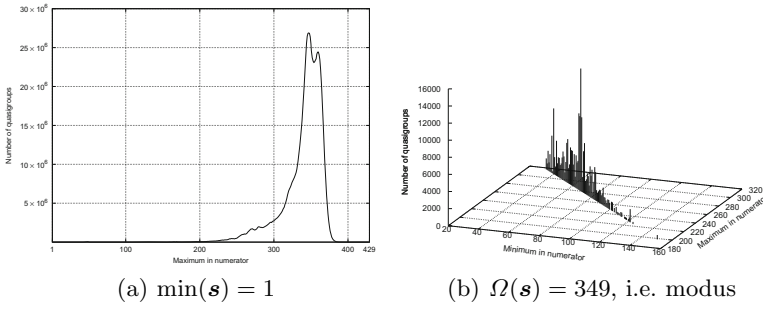 30 × 10⁶
25 × 10⁶
20 × 10⁶
15 × 10⁶
10 × 10⁶
5 × 10⁶
Number of quasigroups
1 100 200 300 400 429
Maximum in numerator
(a) min(s) = 1
16000
14000
12000
10000
8000
6000
4000
2000
0
Number of quasigroups
20 40 60 80 100 120 140 160
Minimum in numerator
180 200 220 240 260 280 300 320
Maximum in numerator
(b) Ω(s) = 349, i.e. modus